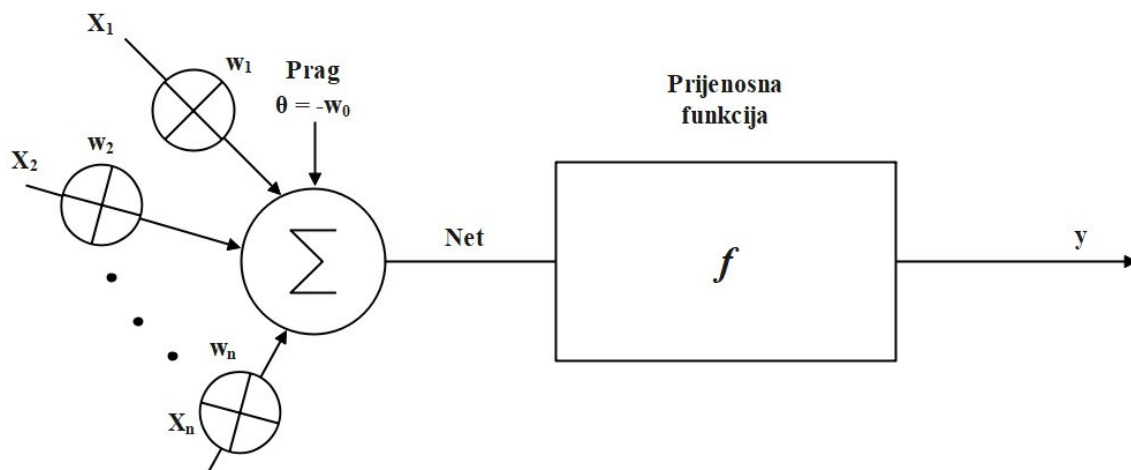 X₁
w₁
Prag
θ = -w₀
Prijenosna
funkcija
w₂
X₂
∑
Net
f
y
wₙ
Xₙ